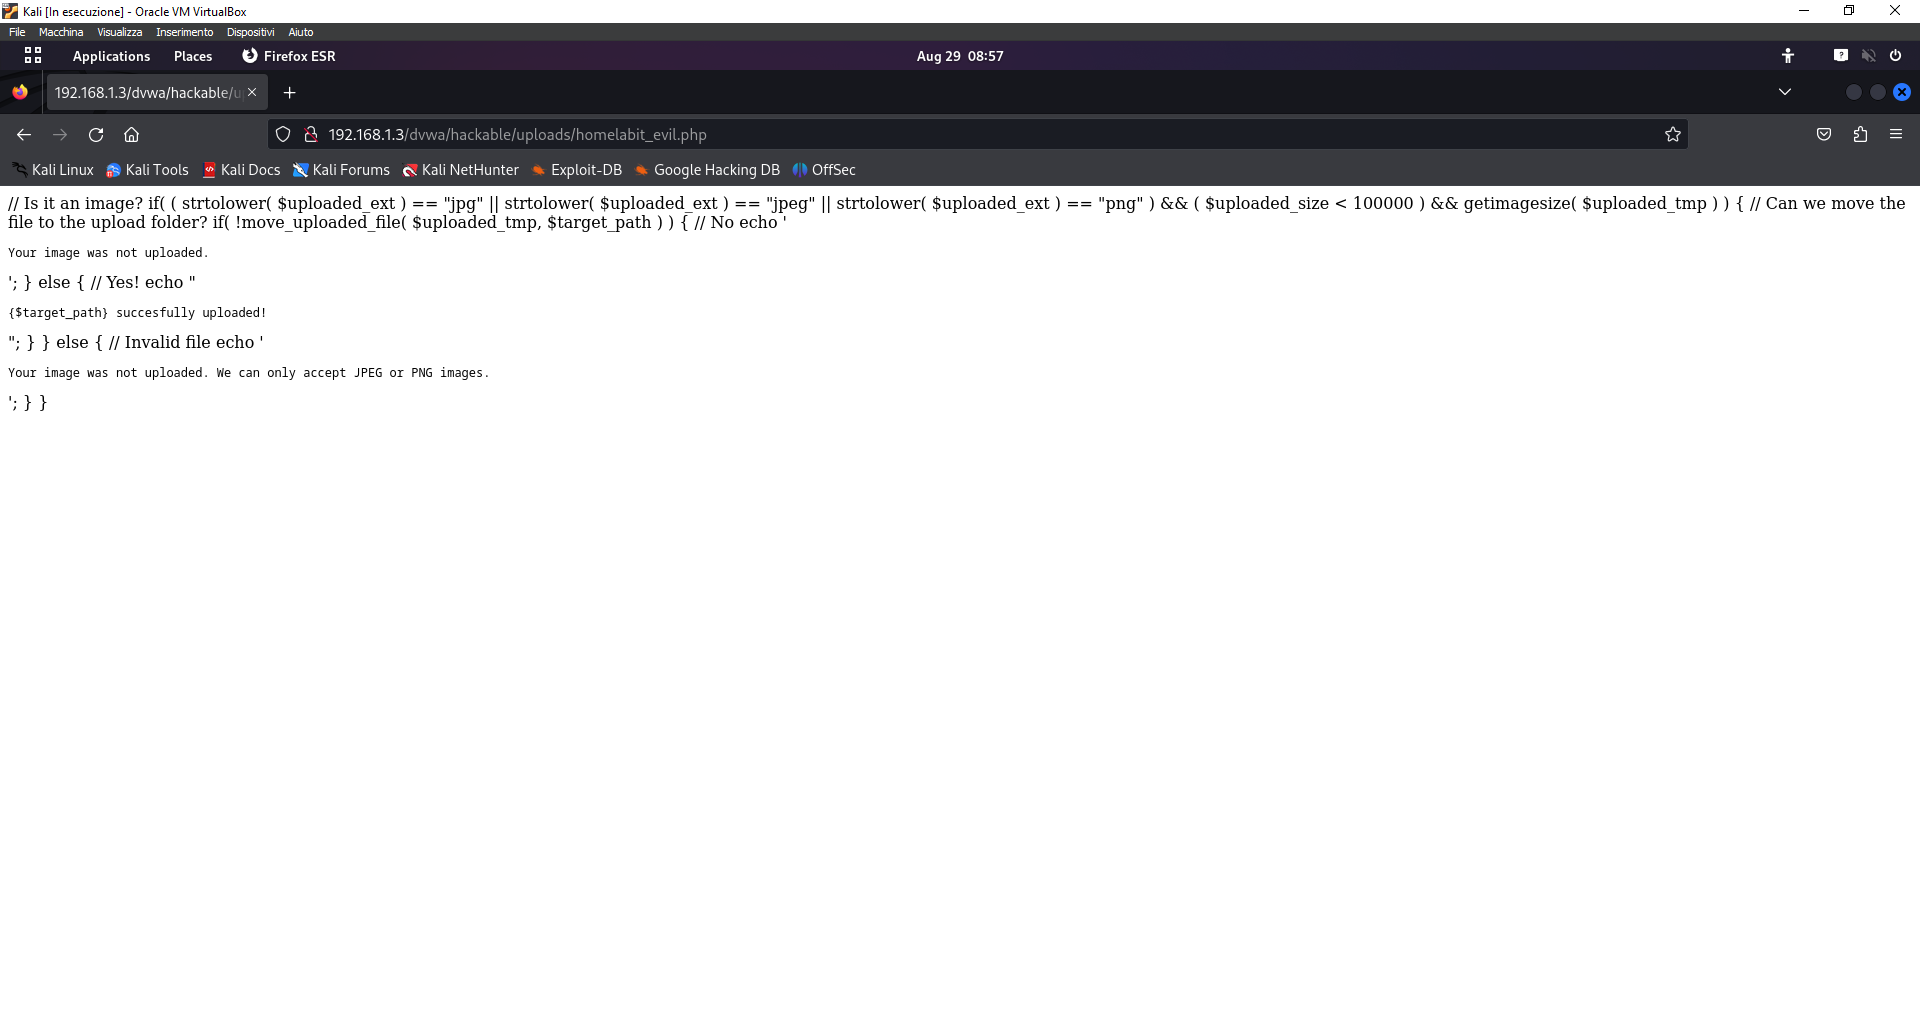 Kali [In esecuzione] - Oracle VM VirtualBox
File Macchina Visualizza Inserimento Dispositivi Aiuto
Applications Places Firefox ESR Aug 29 08:57
192.168.1.3/dvwa/hackable/u
192.168.1.3/dvwa/hackable/uploads/homelabit_evil.php
Kali Linux Kali Tools Kali Docs Kali Forums Kali NetHunter Exploit-DB Google Hacking DB OffSec
// Is it an image? if( ( strtolower( $uploaded_ext ) == "jpg" || strtolower( $uploaded_ext ) == "jpeg" || strtolower( $uploaded_ext ) == "png" ) && ( $uploaded_size < 100000 ) && getimagesize( $uploaded_tmp ) ) { // Can we move the
file to the upload folder? if( !move_uploaded_file( $uploaded_tmp, $target_path ) ) { // No echo '
Your image was not uploaded.
'; } else { // Yes! echo "
{$target_path} succesfully uploaded!
"; } } else { // Invalid file echo '
Your image was not uploaded. We can only accept JPEG or PNG images.
'; } }